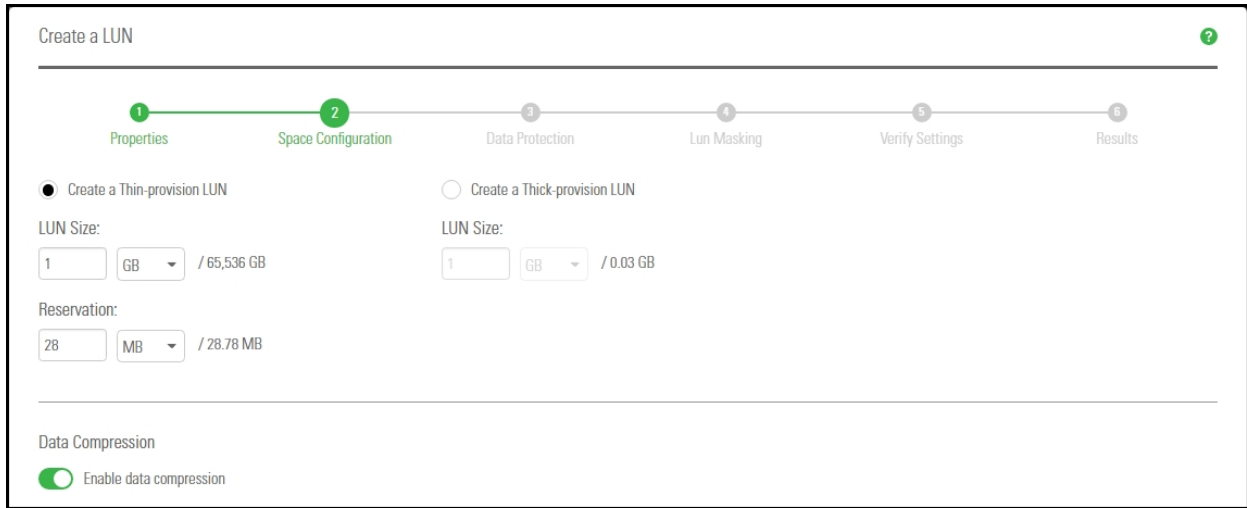 Create a LUN
?
1 2 3 4 5 6
Properties Space Configuration Data Protection Lun Masking Verify Settings Results
Create a Thin-provision LUN Create a Thick-provision LUN
LUN Size: LUN Size:
1 GB / 65,536 GB 1 GB / 0.03 GB
Reservation:
28 MB / 28.78 MB
Data Compression
Enable data compression